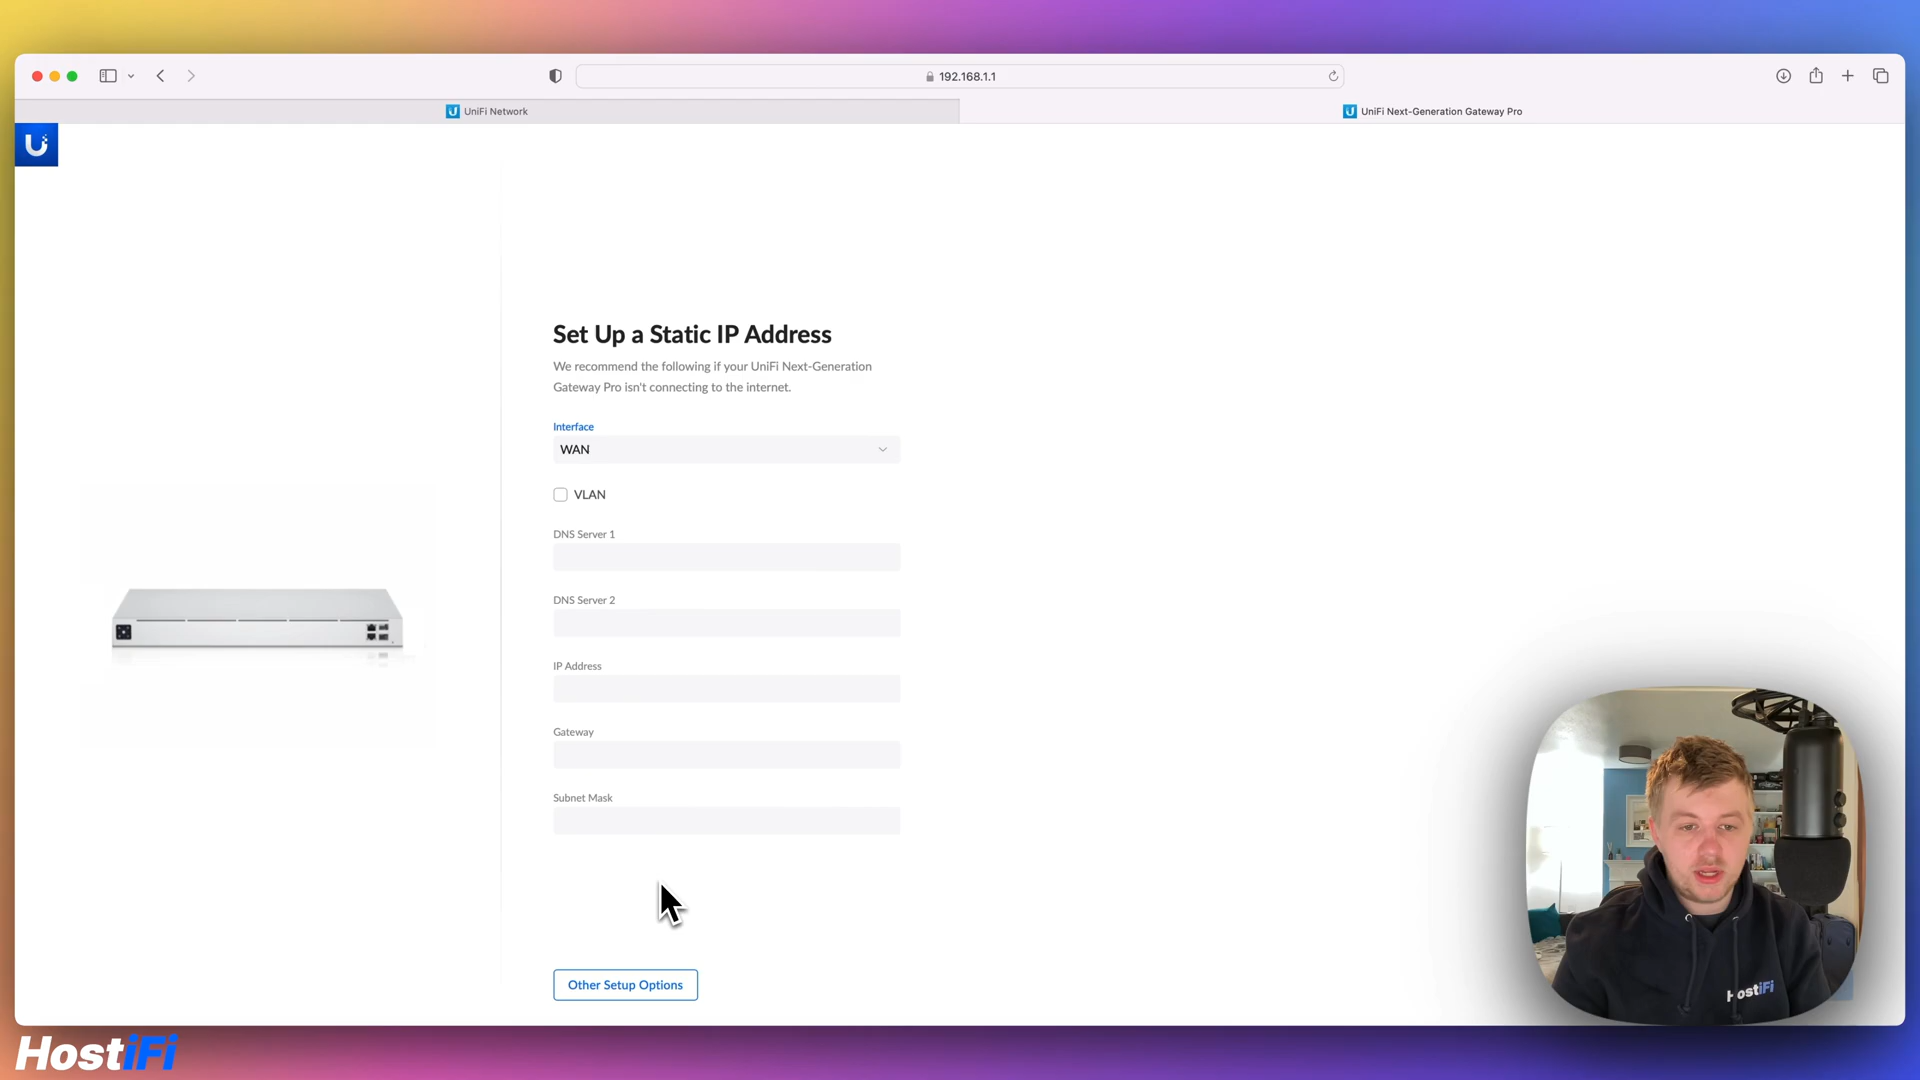 192.168.1.1
UniFi Network
UniFi Next-Generation Gateway Pro
Set Up a Static IP Address
We recommend the following if your UniFi Next-Generation
Gateway Pro isn't connecting to the internet.
Interface
WAN
VLAN
DNS Server 1
DNS Server 2
IP Address
Gateway
Subnet Mask
Other Setup Options
HostiFi
HostiFi